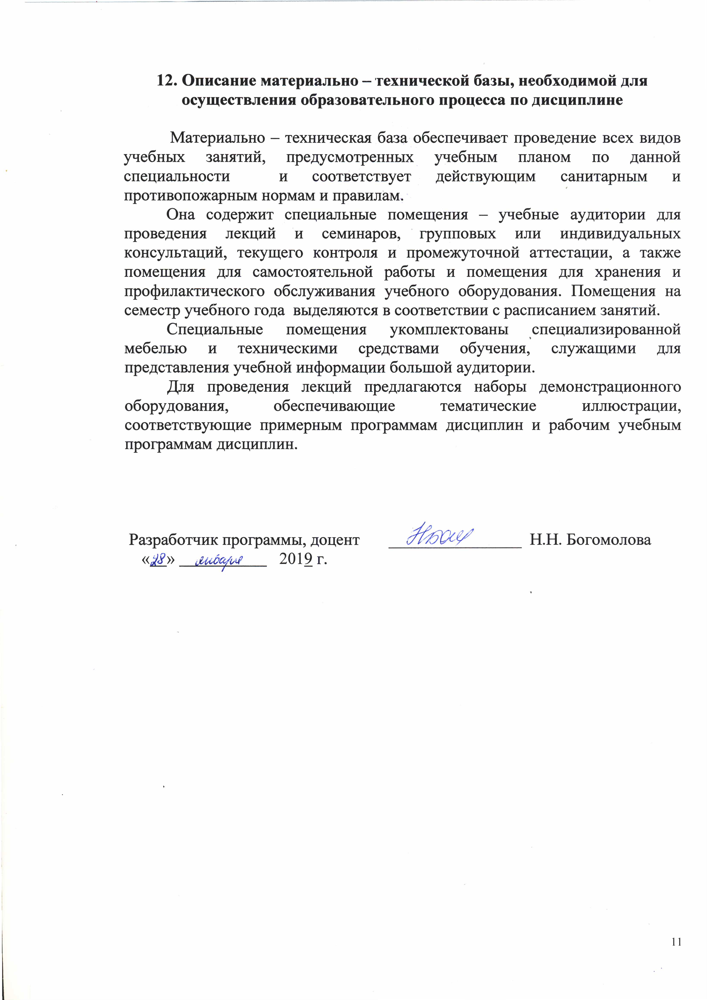 12. Описание материально – технической базы, необходимой для
осуществления образовательного процесса по дисциплине
Материально – техническая база обеспечивает проведение всех видов
учебных занятий, предусмотренных учебным планом по данной
специальности и соответствует действующим санитарным и
противопожарным нормам и правилам.
Она содержит специальные помещения – учебные аудитории для
проведения лекций и семинаров, групповых или индивидуальных
консультаций, текущего контроля и промежуточной аттестации, а также
помещения для самостоятельной работы и помещения для хранения и
профилактического обслуживания учебного оборудования. Помещения на
семестр учебного года выделяются в соответствии с расписанием занятий.
Специальные помещения укомплектованы специализированной
мебелью и техническими средствами обучения, служащими для
представления учебной информации большой аудитории.
Для проведения лекций предлагаются наборы демонстрационного
оборудования, обеспечивающие тематические иллюстрации,
соответствующие примерным программам дисциплин и рабочим учебным
программам дисциплин.
Разработчик программы, доцент Н.Н. Богомолова
«28» января 2019 г.
11